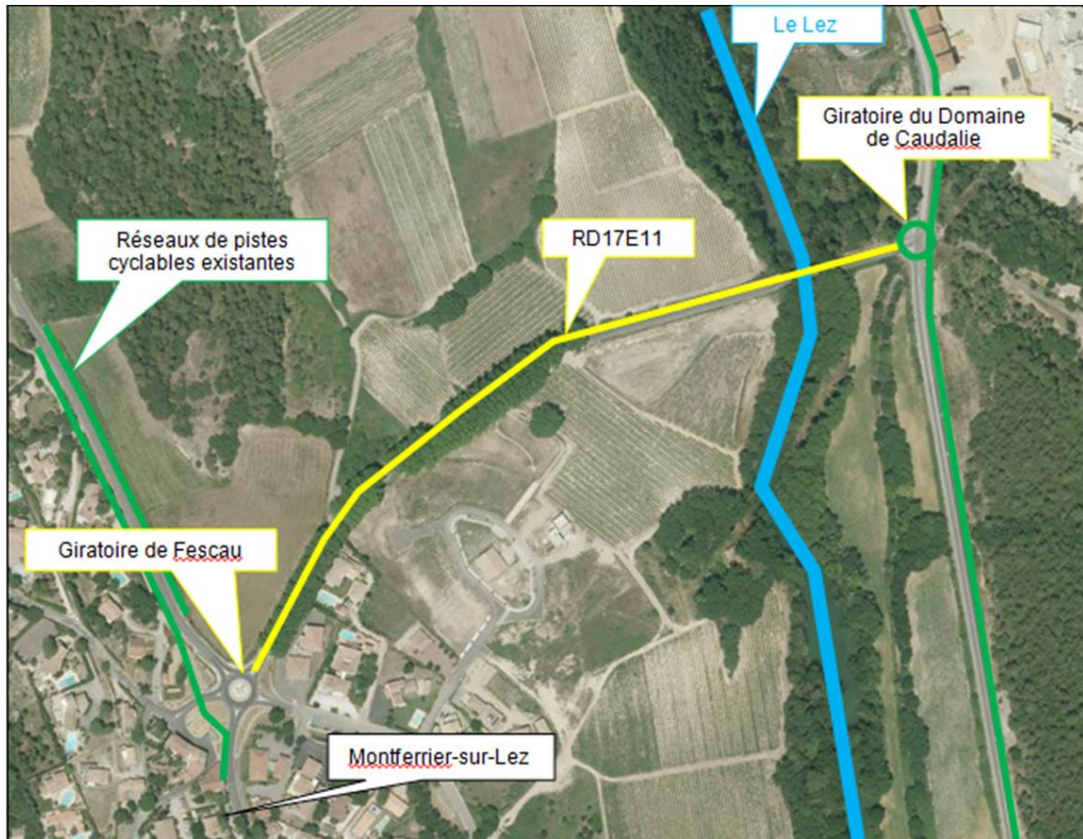 Le Lez
Giratoire du Domaine
de Caudalie
Réseaux de pistes
cyclables existantes
RD17E11
Giratoire de Fescau
Montferrier-sur-Lez